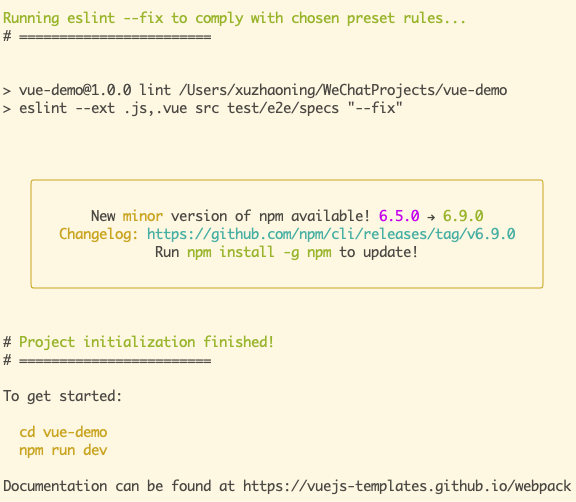 Running eslint --fix to comply with chosen preset rules...
# ========================
> vue-demo@1.0.0 lint /Users/xuzhaoning/WeChatProjects/vue-demo
> eslint --ext .js,.vue src test/e2e/specs "--fix"
New minor version of npm available! 6.5.0 → 6.9.0
Changelog: https://github.com/npm/cli/releases/tag/v6.9.0
Run npm install -g npm to update!
# Project initialization finished!
# ========================
To get started:
cd vue-demo
npm run dev
Documentation can be found at https://vuejs-templates.github.io/webpack